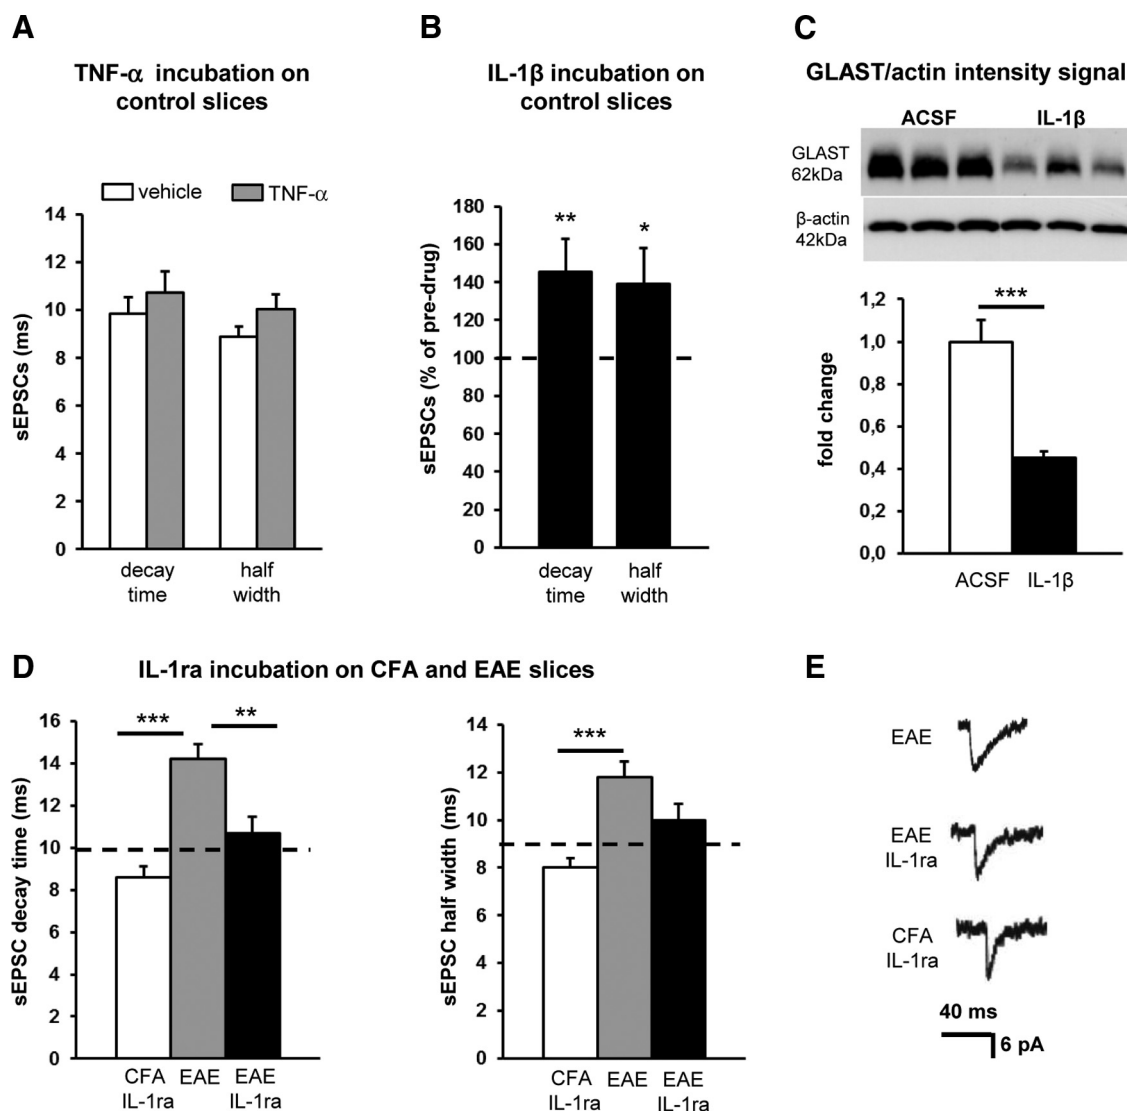 A
TNF-α incubation on
control slices
vehicle
TNF-α
sEPSCs (ms)
14
12
10
8
6
4
2
0
decay
time
half
width
B
IL-1β incubation on
control slices
sEPSCs (% of pre-drug)
180
160
140
120
100
80
60
40
20
0
**
*
decay
time
half
width
C
GLAST/actin intensity signal
ACSF
IL-1β
GLAST
62kDa
β-actin
42kDa
fold change
1,2
1,0
0,8
0,6
0,4
0,2
0,0
***
ACSF
IL-1β
D
IL-1ra incubation on CFA and EAE slices
sEPSC decay time (ms)
16
14
12
10
8
6
4
2
0
***
**
CFA
IL-1ra
EAE
EAE
IL-1ra
sEPSC half width (ms)
14
12
10
8
6
4
2
0
***
CFA
IL-1ra
EAE
EAE
IL-1ra
E
EAE
EAE
IL-1ra
CFA
IL-1ra
40 ms
6 pA